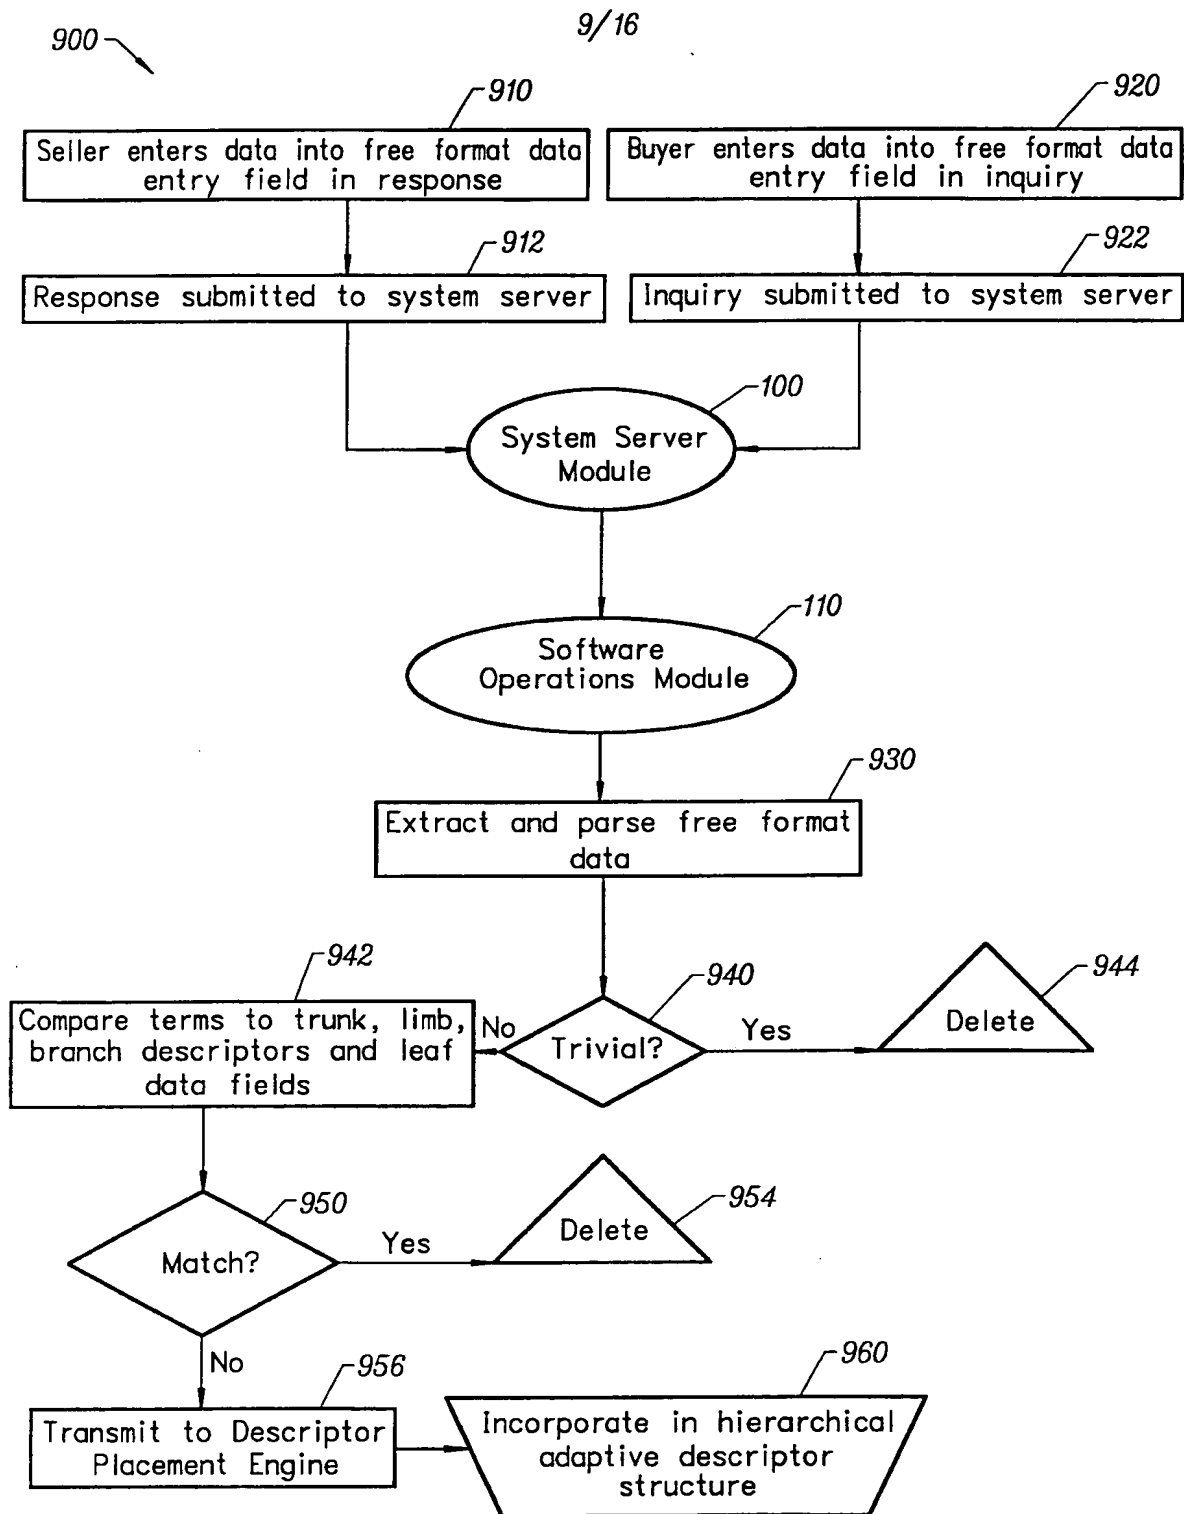 9/16
900
910
920
Seller enters data into free format data
entry field in response
Buyer enters data into free format data
entry field in inquiry
912
922
Response submitted to system server
Inquiry submitted to system server
100
System Server
Module
110
Software
Operations Module
930
Extract and parse free format
data
942
940
944
Compare terms to trunk, limb,
branch descriptors and leaf
data fields
No
Trivial?
Yes
Delete
950
954
Match?
Yes
Delete
No
956
960
Transmit to Descriptor
Placement Engine
Incorporate in hierarchical
adaptive descriptor
structure